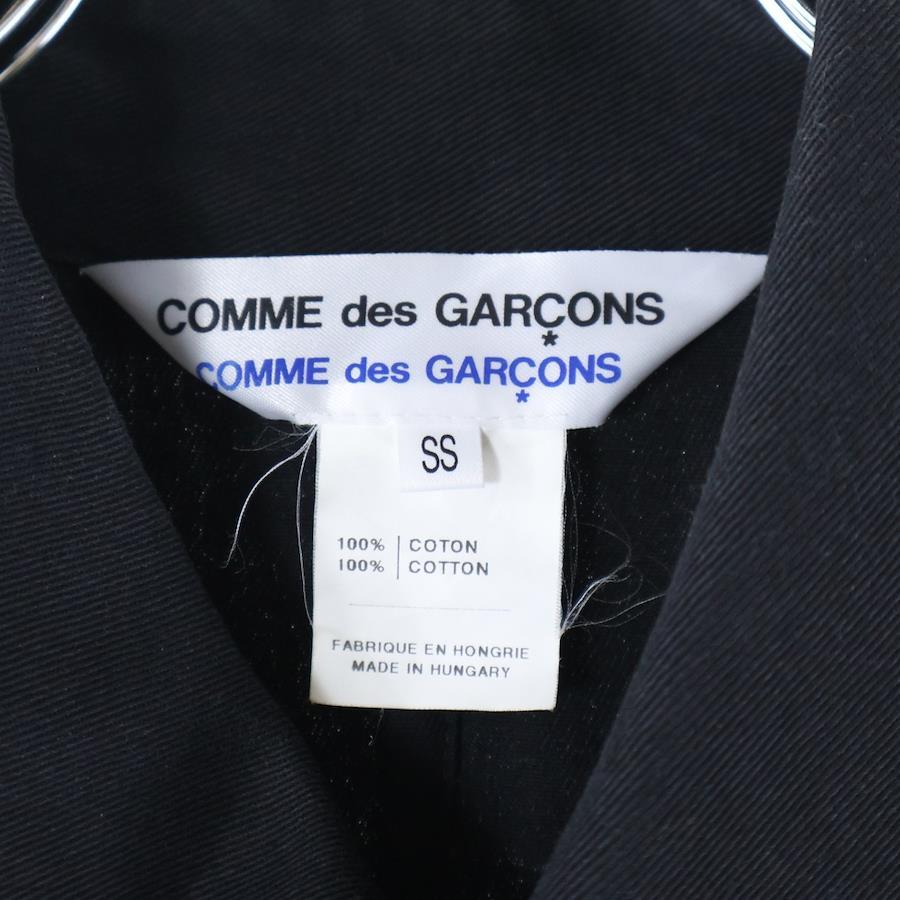 COMME des GARÇONS
*
COMME des GARÇONS
*
SS
100% | COTON
100% | COTTON
FABRIQUE EN HONGRIE
MADE IN HUNGARY